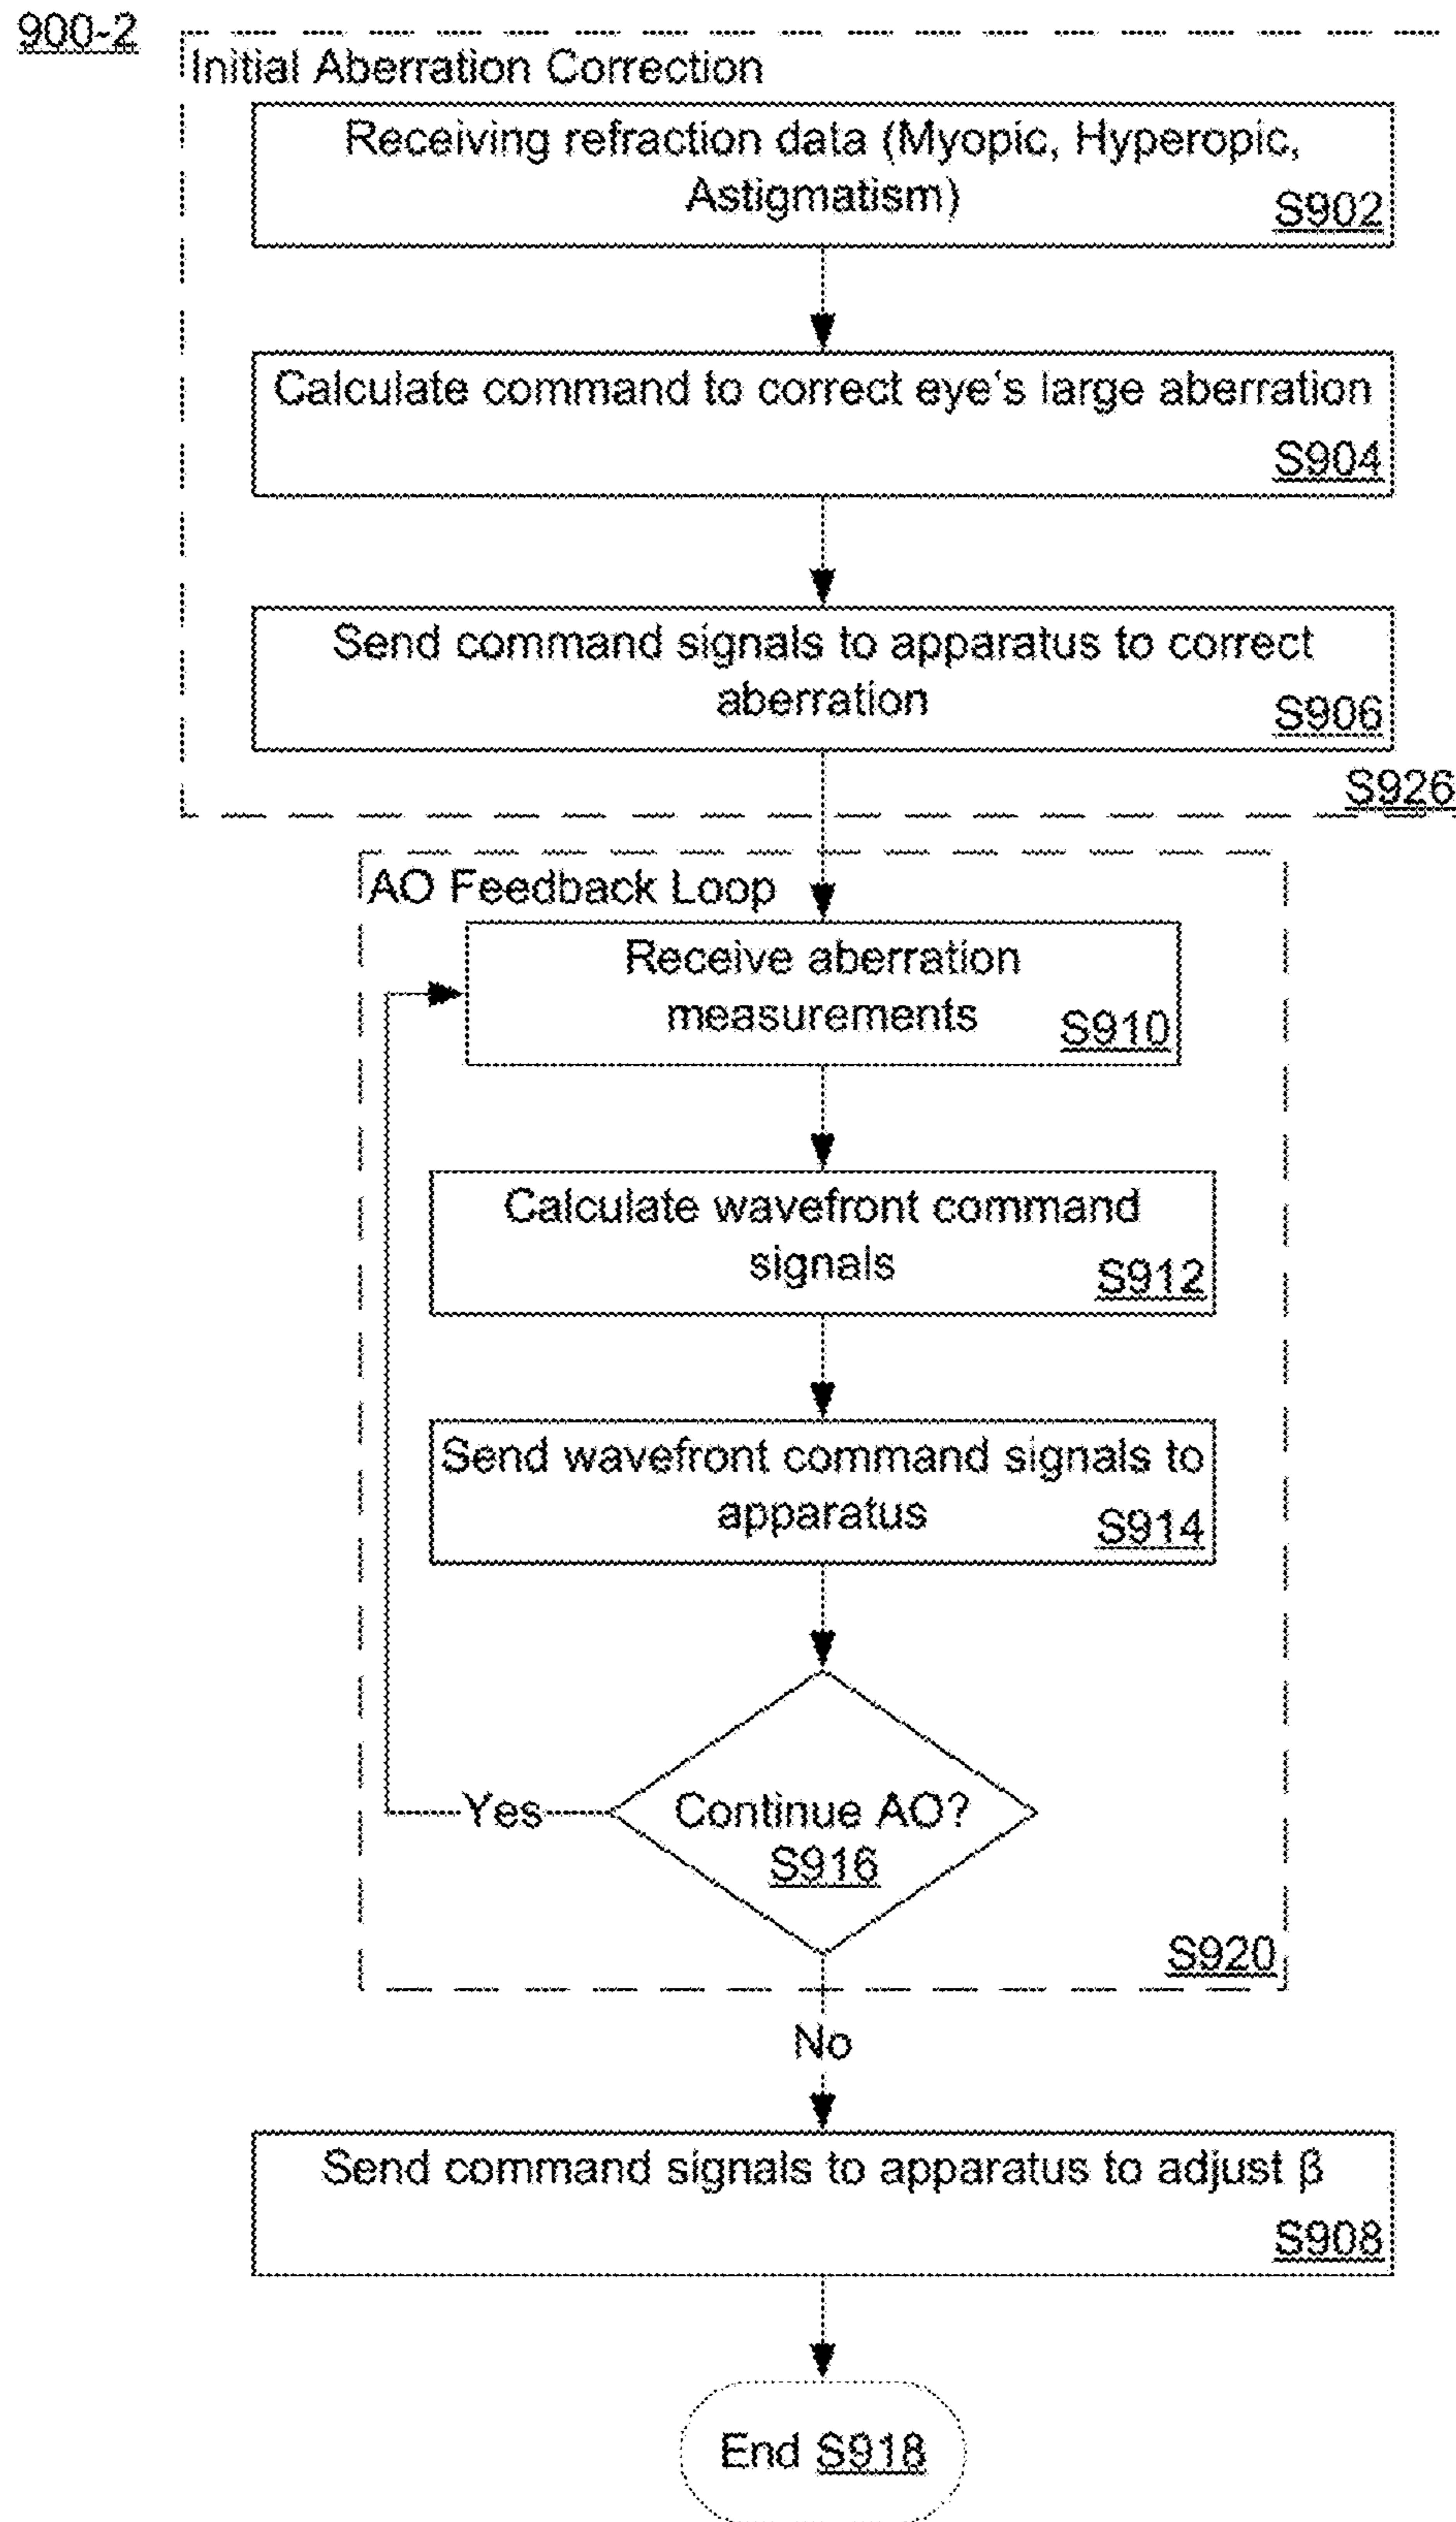 900-2
Initial Aberration Correction
Receiving refraction data (Myopic, Hyperopic,
Astigmatism)
S902
Calculate command to correct eye's large aberration
S904
Send command signals to apparatus to correct
aberration
S906
S926
AO Feedback Loop
Receive aberration
measurements
S910
Calculate wavefront command
signals
S912
Send wavefront command signals to
apparatus
S914
Continue AO?
S916
Yes
S920
No
Send command signals to apparatus to adjust β
S908
End S918